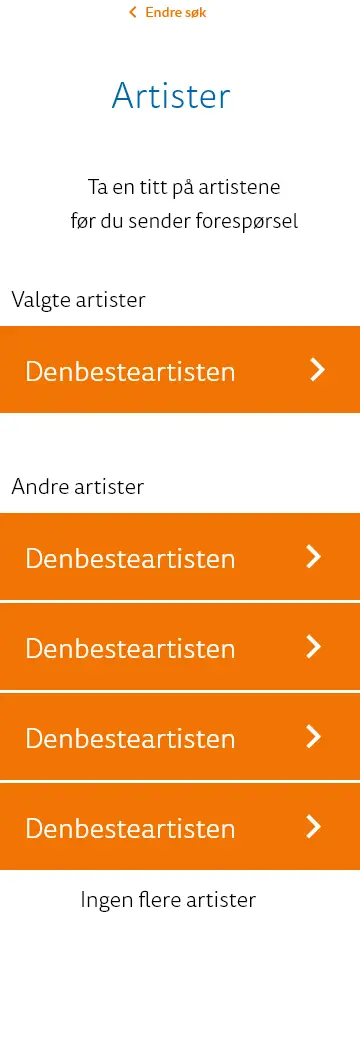 Endre søk
Artister
Ta en titt på artistene
før du sender forespørsel
Valgte artister
Denbesteartisten
Andre artister
Denbesteartisten
Denbesteartisten
Denbesteartisten
Denbesteartisten
Ingen flere artister